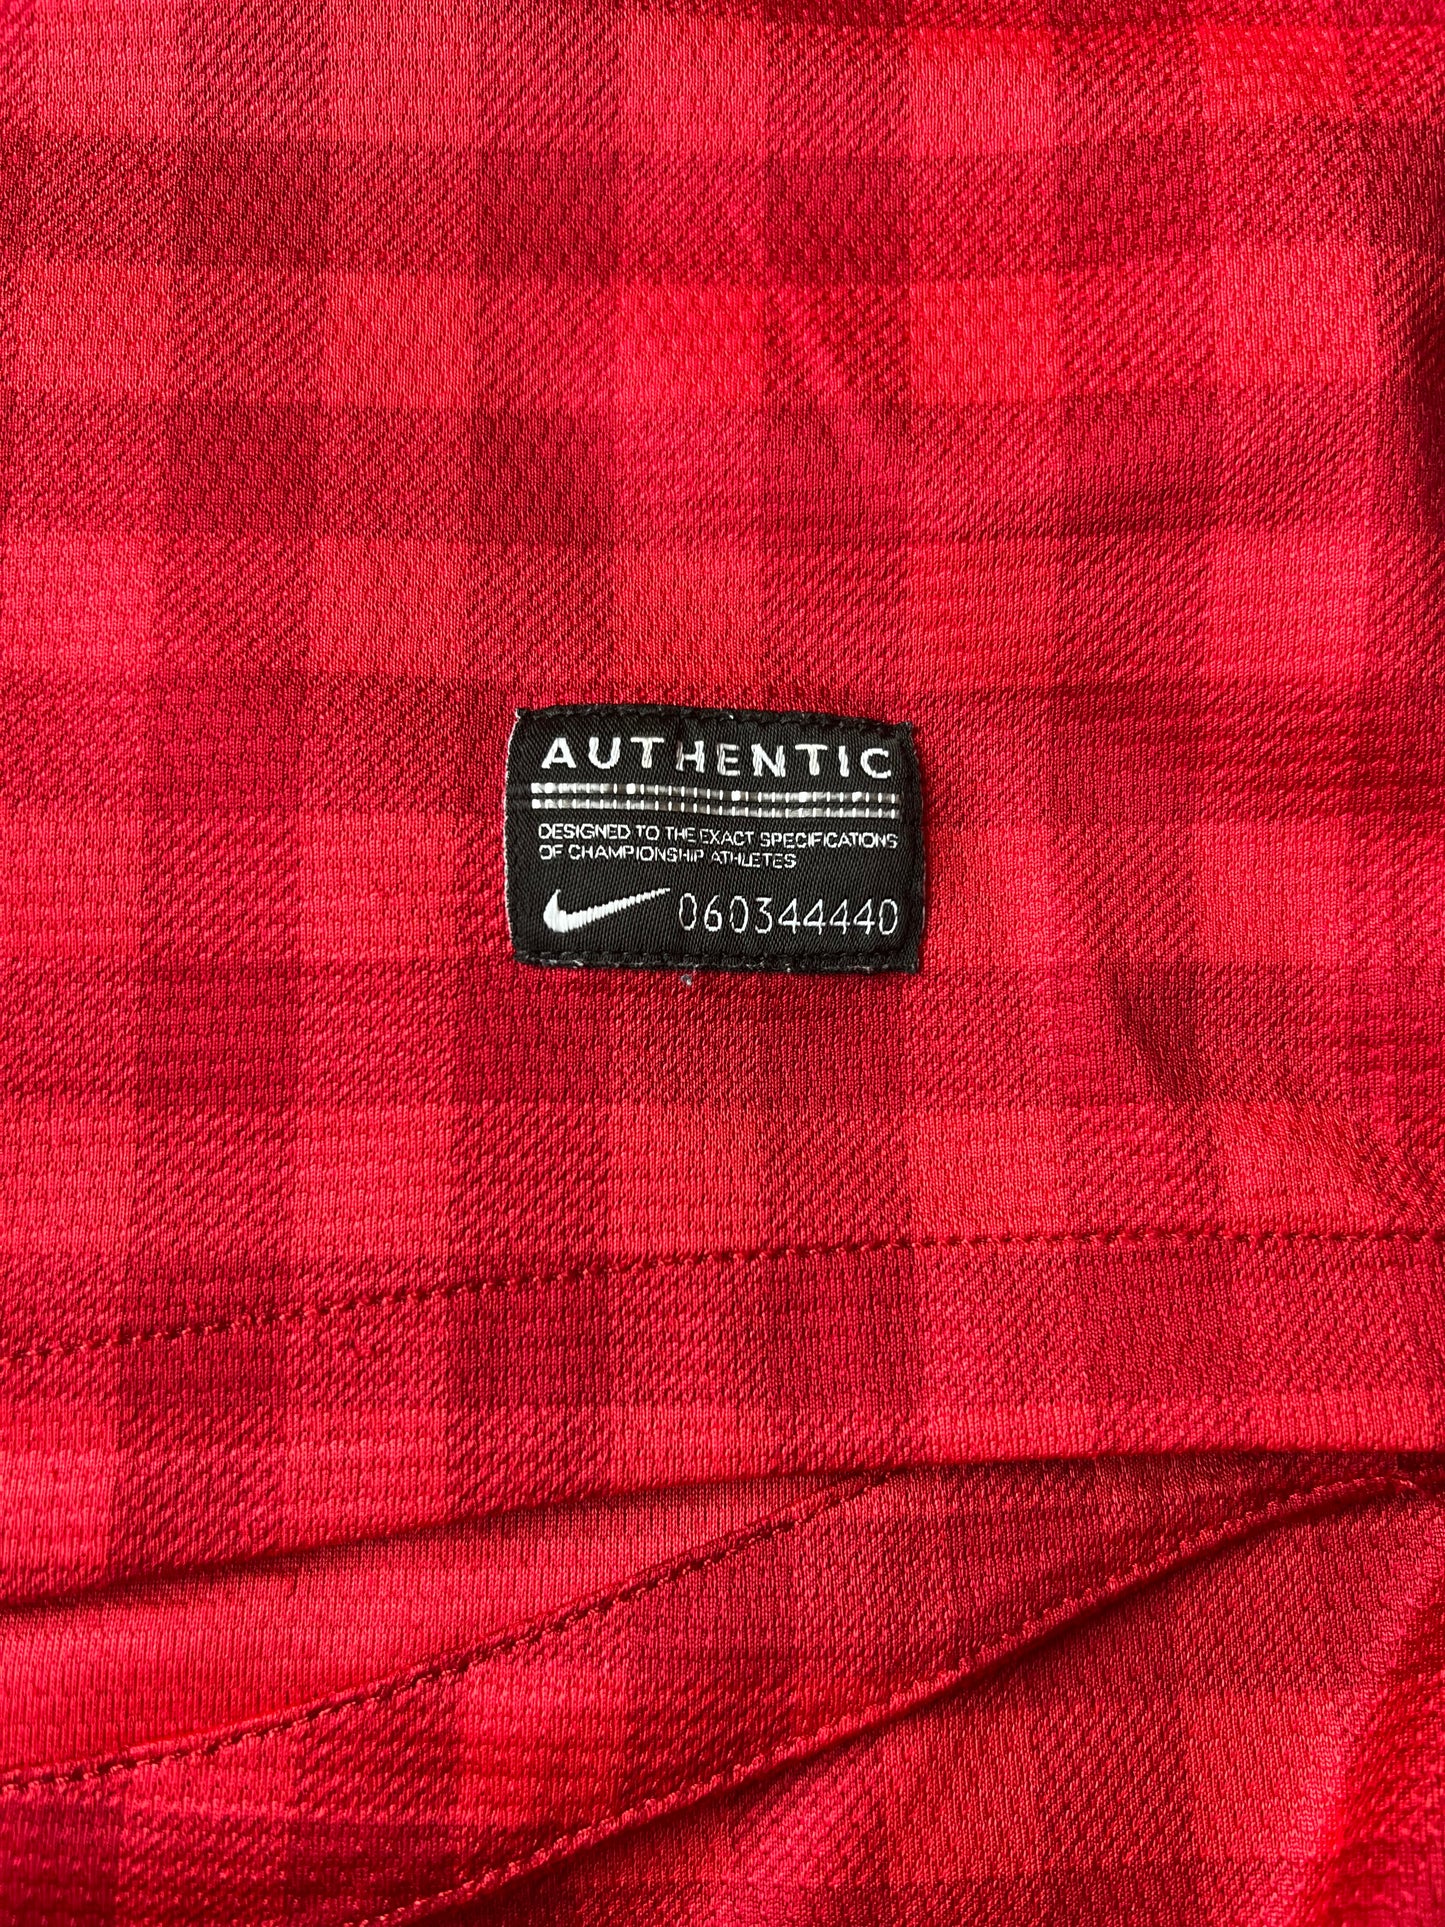 AUTHENTIC
DESIGNED TO THE EXACT SPECIFICATIONS
OF CHAMPIONSHIP ATHLETES
060344440